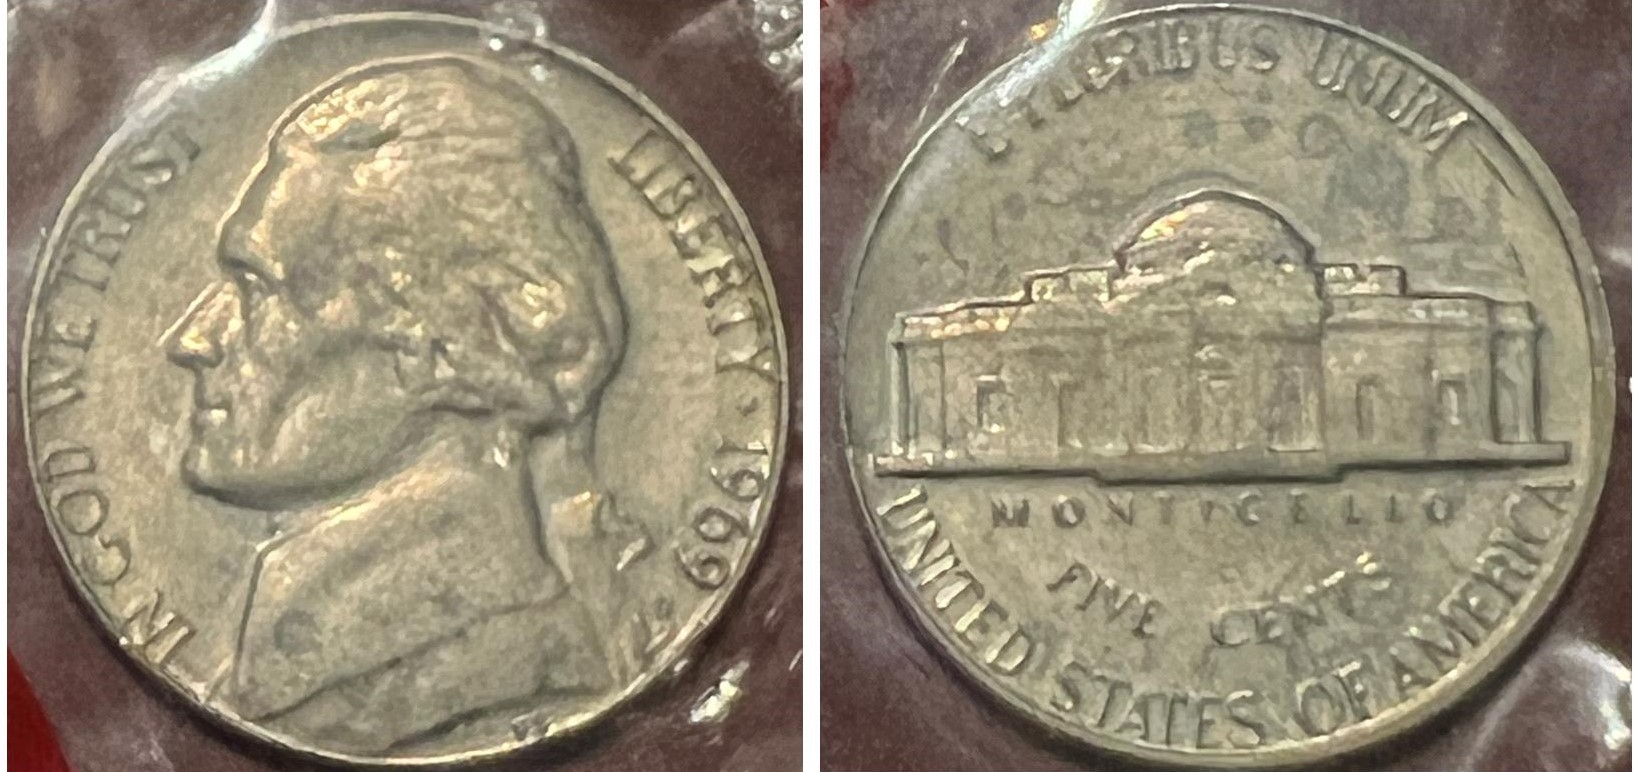 IN GOD WE TRUST
LIBERTY · 1969
E PLURIBUS UNUM
MONTICELLO
FIVE CENTS
UNITED STATES OF AMERICA